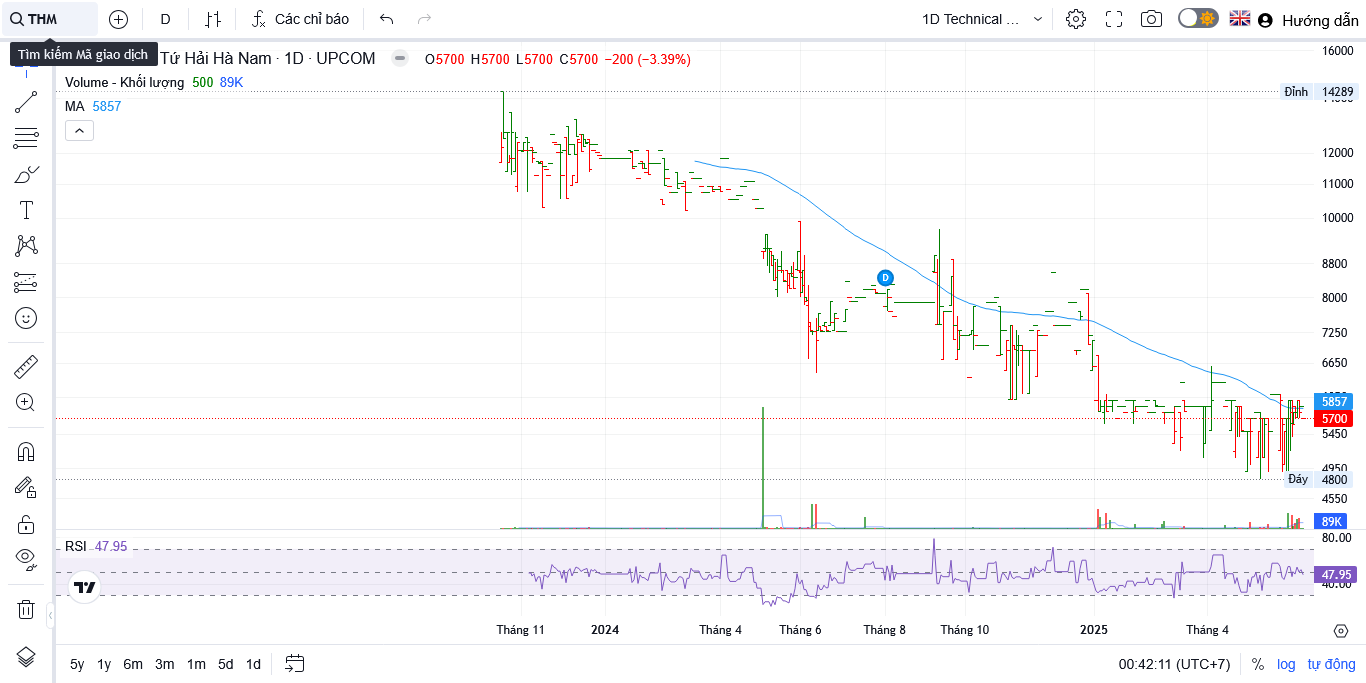 THM
D
Các chỉ báo
1D Technical ...
Hướng dẫn
Tìm kiếm Mã giao dịch
Tứ Hải Hà Nam · 1D · UPCOM
O5700 H5700 L5700 C5700 −200 (−3.39%)
Volume - Khối lượng 500 89K
MA 5857
16000
Đỉnh 14289
12000
11000
10000
8800
8000
7250
6650
5857
5700
5450
4950
Đáy 4800
4550
89K
D
RSI 47.95
80.00
47.95
40.00
Tháng 11
2024
Tháng 4
Tháng 6
Tháng 8
Tháng 10
2025
Tháng 4
5y 1y 6m 3m 1m 5d 1d
00:42:11 (UTC+7)
% log tự động